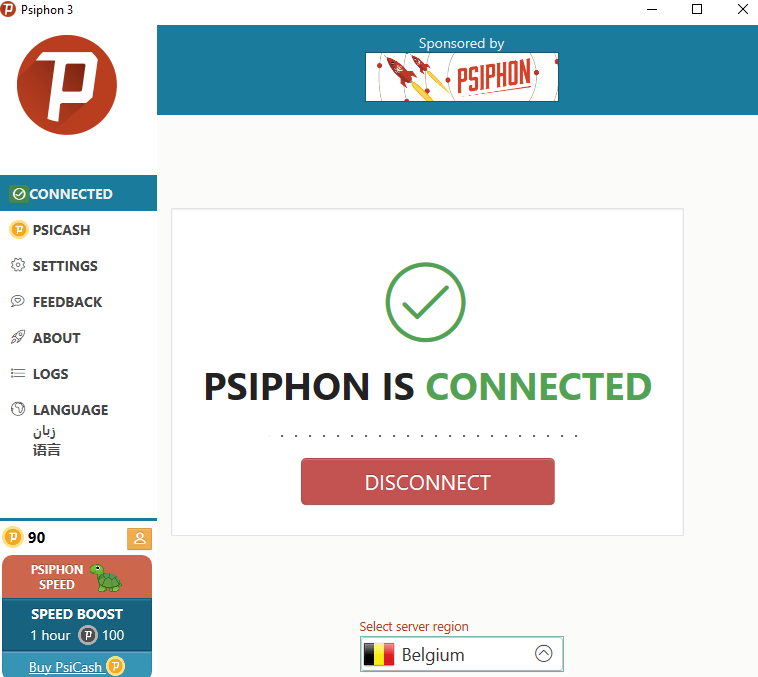 Psiphon 3
Sponsored by
PSIPHON
CONNECTED
PSICASH
SETTINGS
FEEDBACK
ABOUT
LOGS
LANGUAGE
زبان
语言
PSIPHON IS CONNECTED
DISCONNECT
90
PSIPHON
SPEED
SPEED BOOST
1 hour 100
Buy PsiCash
Select server region
Belgium